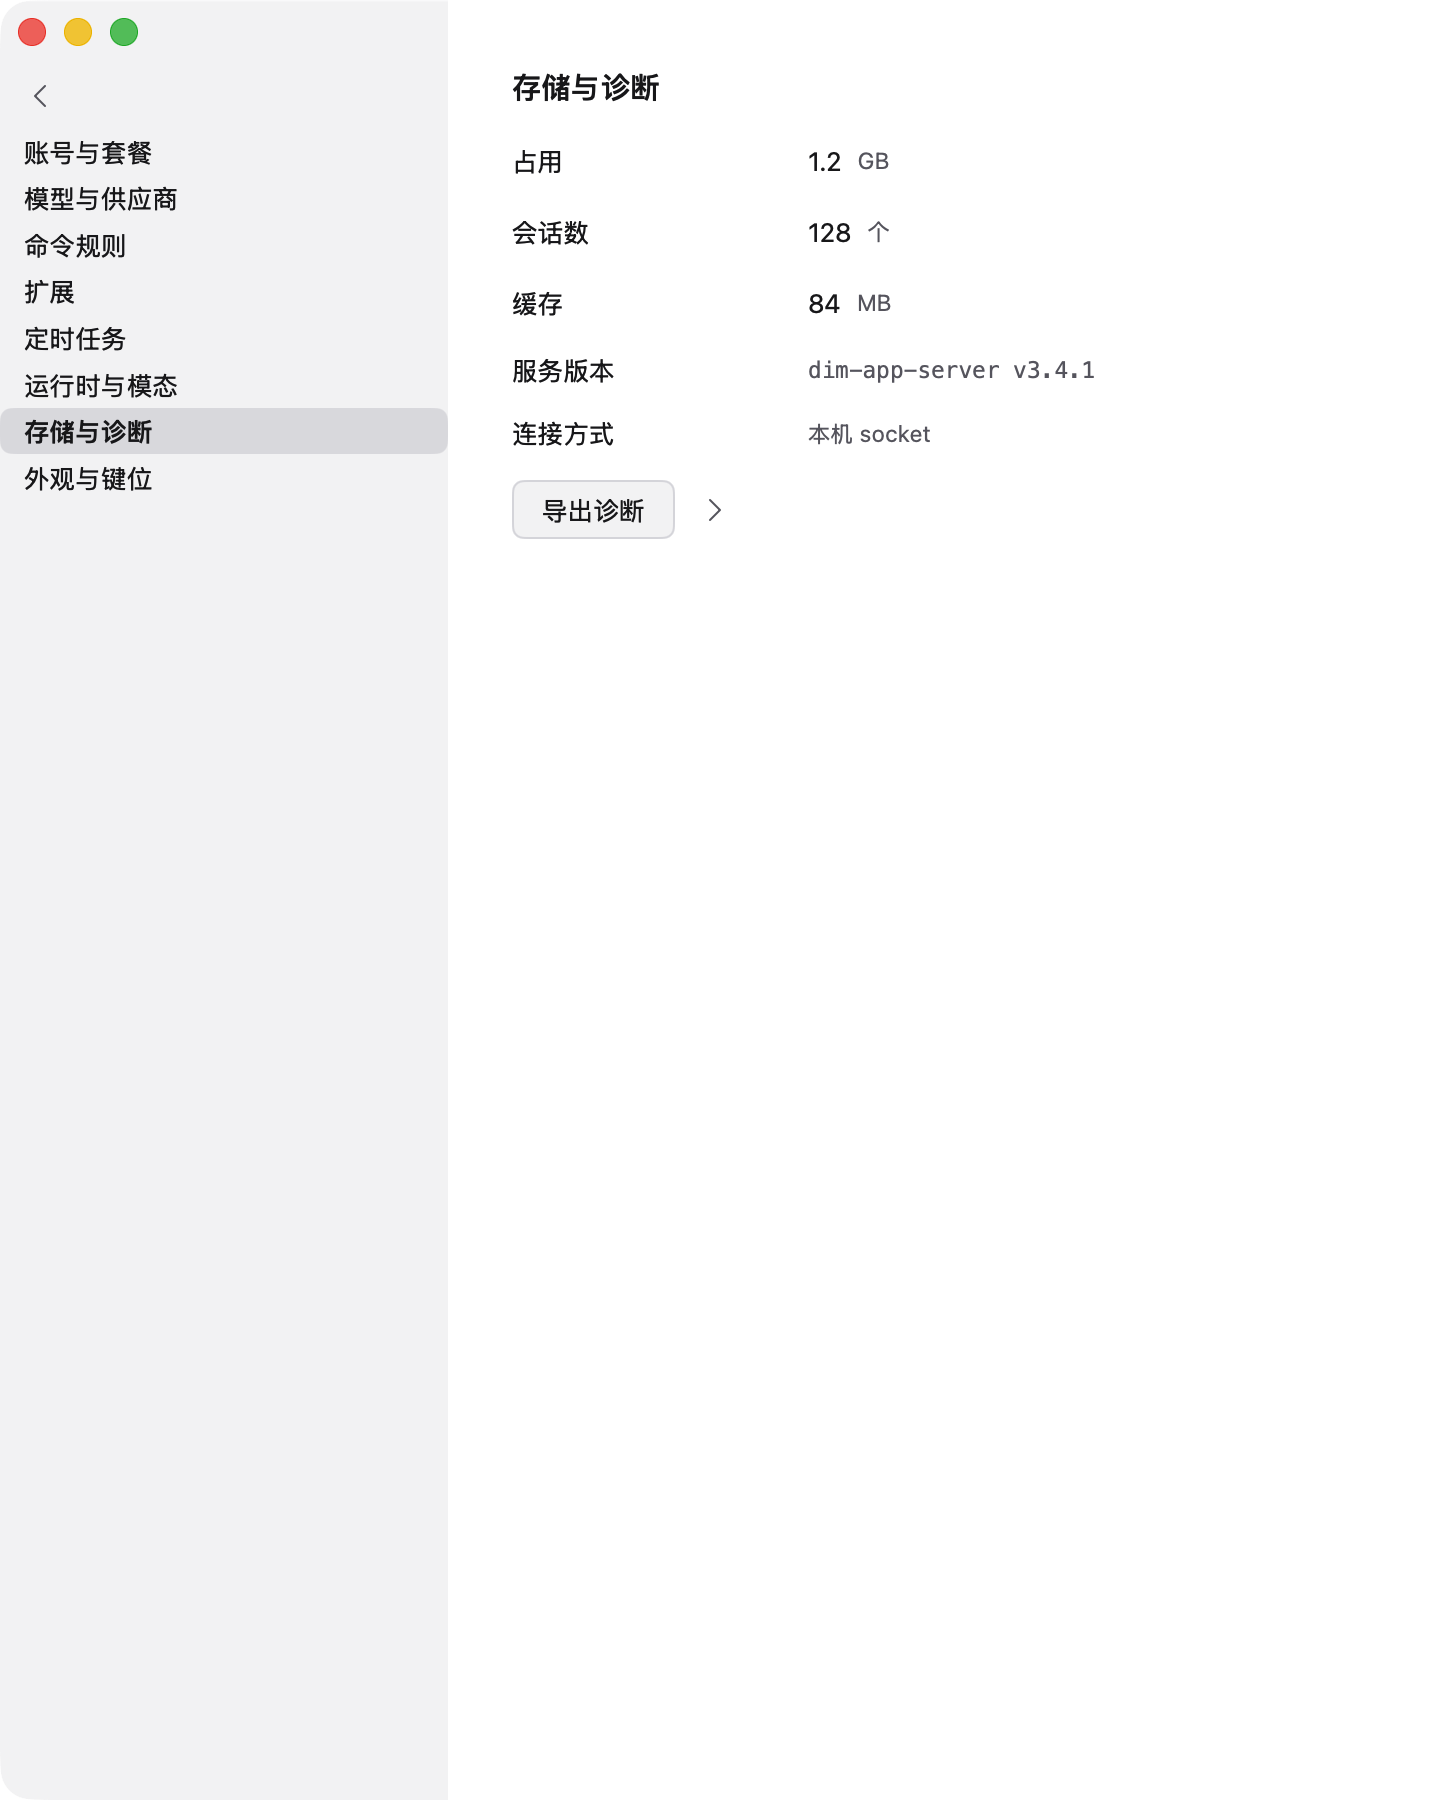 账号与套餐
模型与供应商
命令规则
扩展
定时任务
运行时与模态
存储与诊断
外观与键位
存储与诊断
占用 1.2 GB
会话数 128 个
缓存 84 MB
服务版本 dim-app-server v3.4.1
连接方式 本机 socket
导出诊断